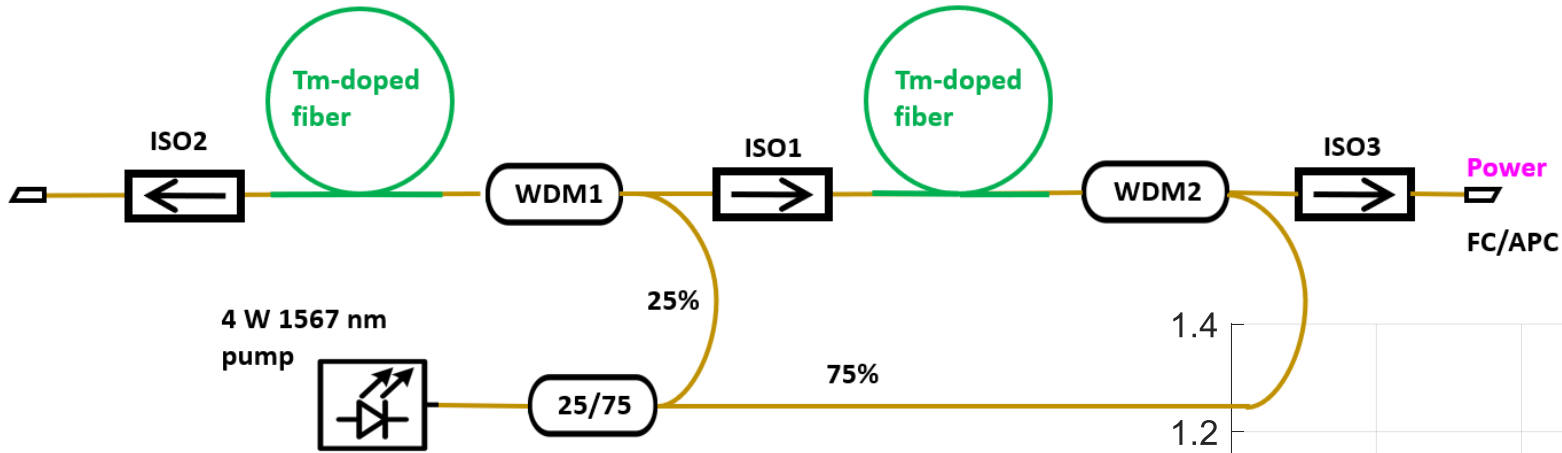 Tm-doped
fiber
Tm-doped
fiber
ISO2
ISO1
ISO3
Power
WDM1
WDM2
FC/APC
25%
4 W 1567 nm
pump
1.4
75%
25/75
1.2